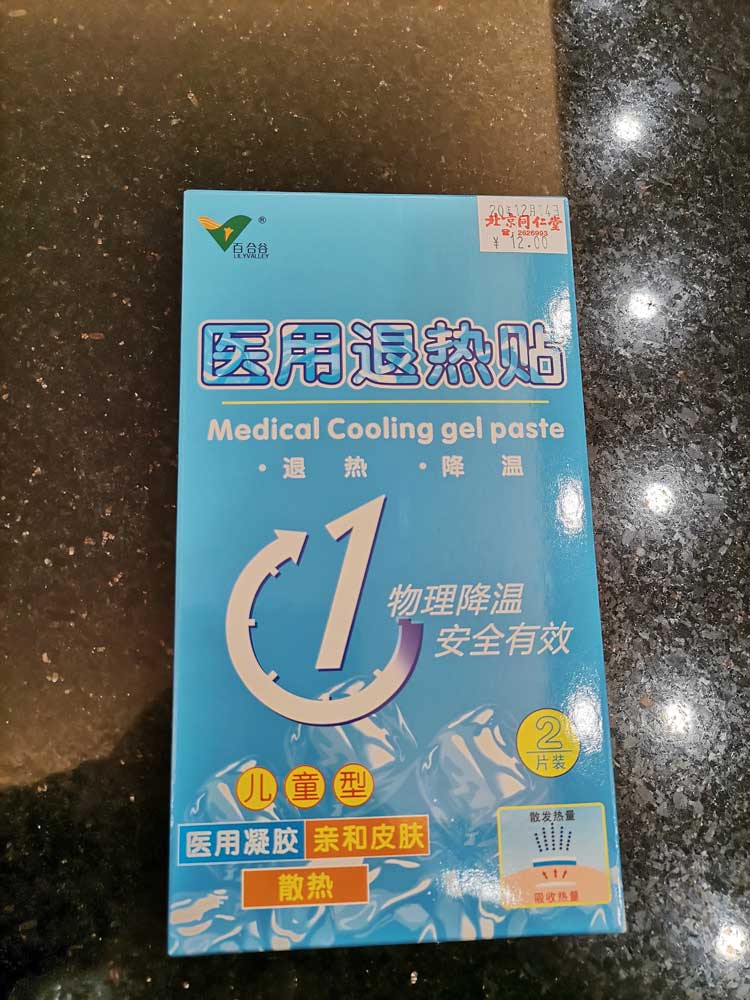 百合谷®
LILYVALLEY
北京同仁堂
☎:2626993
¥ 12.00
医用退热贴
Medical Cooling gel paste
·退热 ·降温
1
物理降温
安全有效
2
片装
儿童型
医用凝胶 亲和皮肤
散热
散发热量
吸收热量